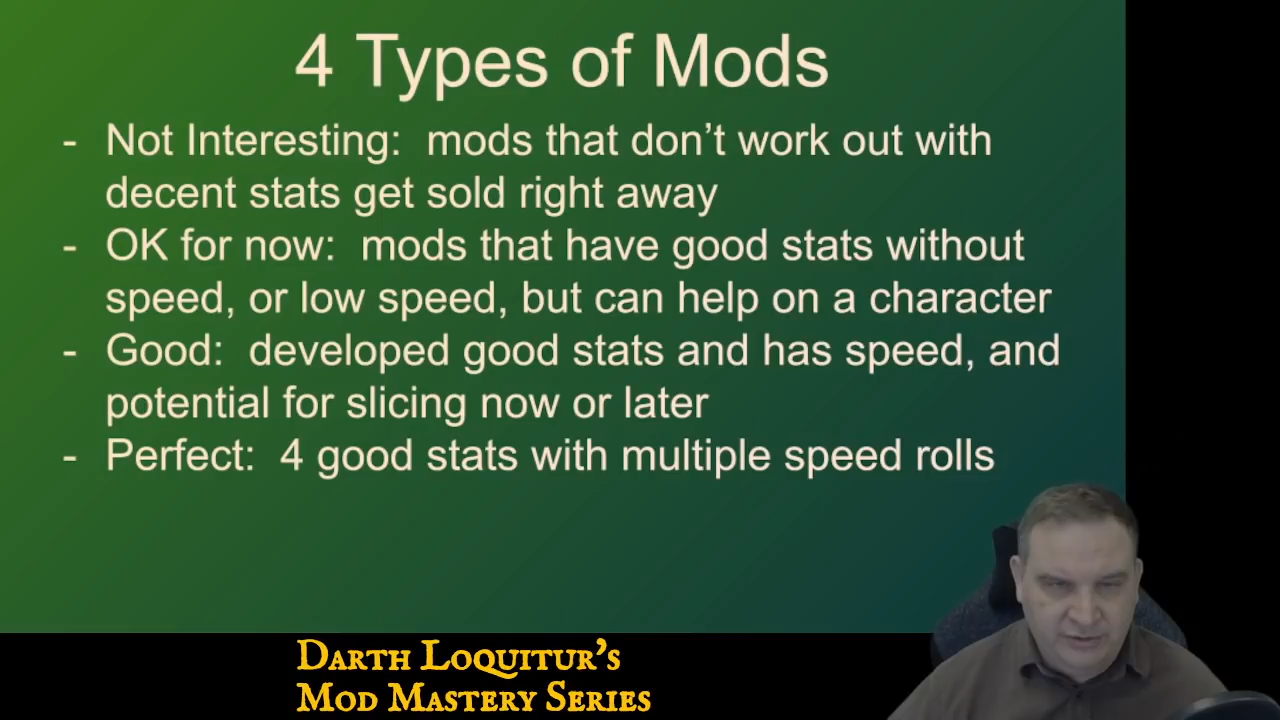 4 Types of Mods
- Not Interesting: mods that don't work out with
decent stats get sold right away
- OK for now: mods that have good stats without
speed, or low speed, but can help on a character
- Good: developed good stats and has speed, and
potential for slicing now or later
- Perfect: 4 good stats with multiple speed rolls
Darth Loquitur's
Mod Mastery Series